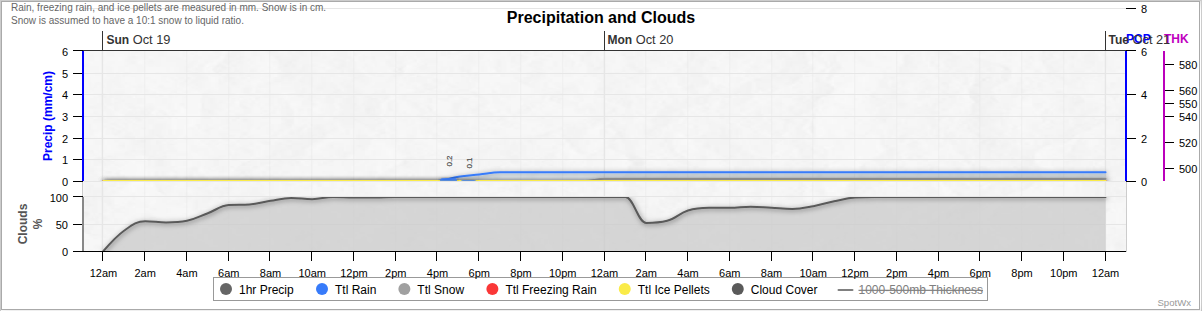 Rain, freezing rain, and ice pellets are measured in mm. Snow is in cm.
Snow is assumed to have a 10:1 snow to liquid ratio.
Precipitation and Clouds
Sun Oct 19
Mon Oct 20
Tue Oct 21
PCP
THK
Precip (mm/cm)
6
5
4
3
2
1
0
0.2
0.1
8
6
4
2
0
580
560
550
540
520
500
Clouds
%
100
50
0
12am 2am 4am 6am 8am 10am 12pm 2pm 4pm 6pm 8pm 10pm 12am 2am 4am 6am 8am 10am 12pm 2pm 4pm 6pm 8pm 10pm 12am
1hr Precip Ttl Rain Ttl Snow Ttl Freezing Rain Ttl Ice Pellets Cloud Cover 1000-500mb Thickness
SpotWx